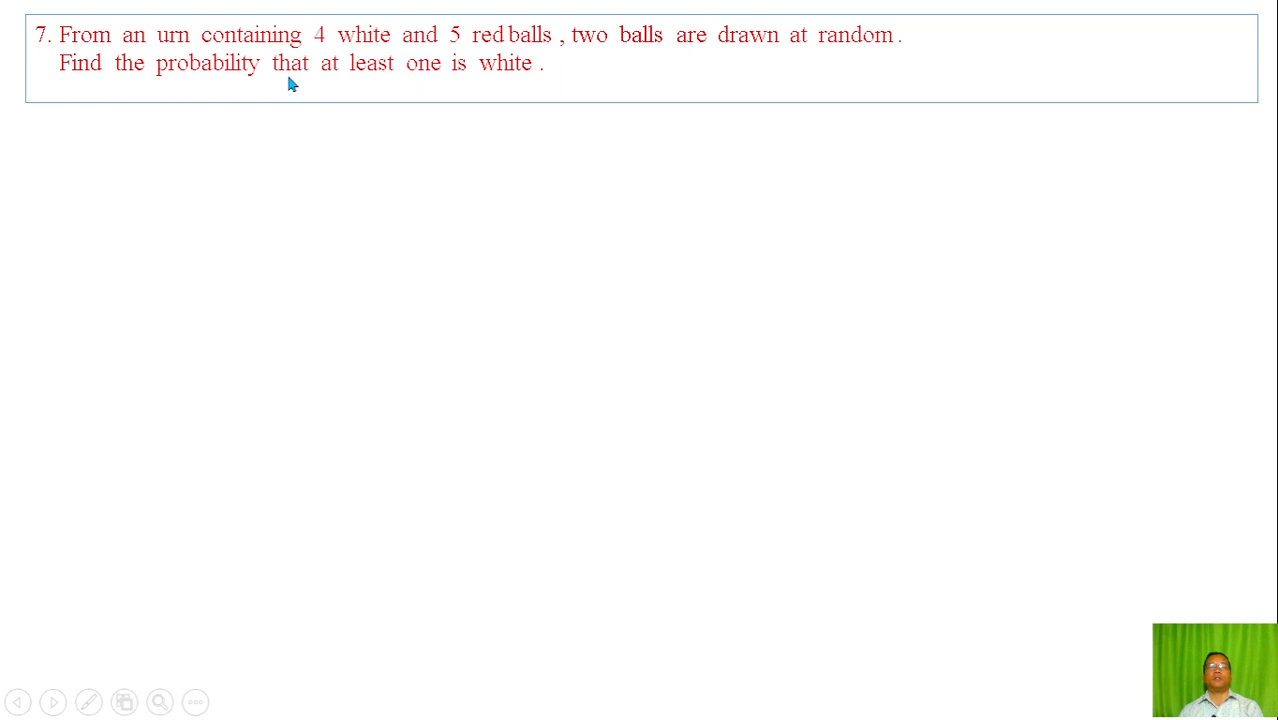 7. From an urn containing 4 white and 5 red balls , two balls are drawn at random .
Find the probability that at least one is white .